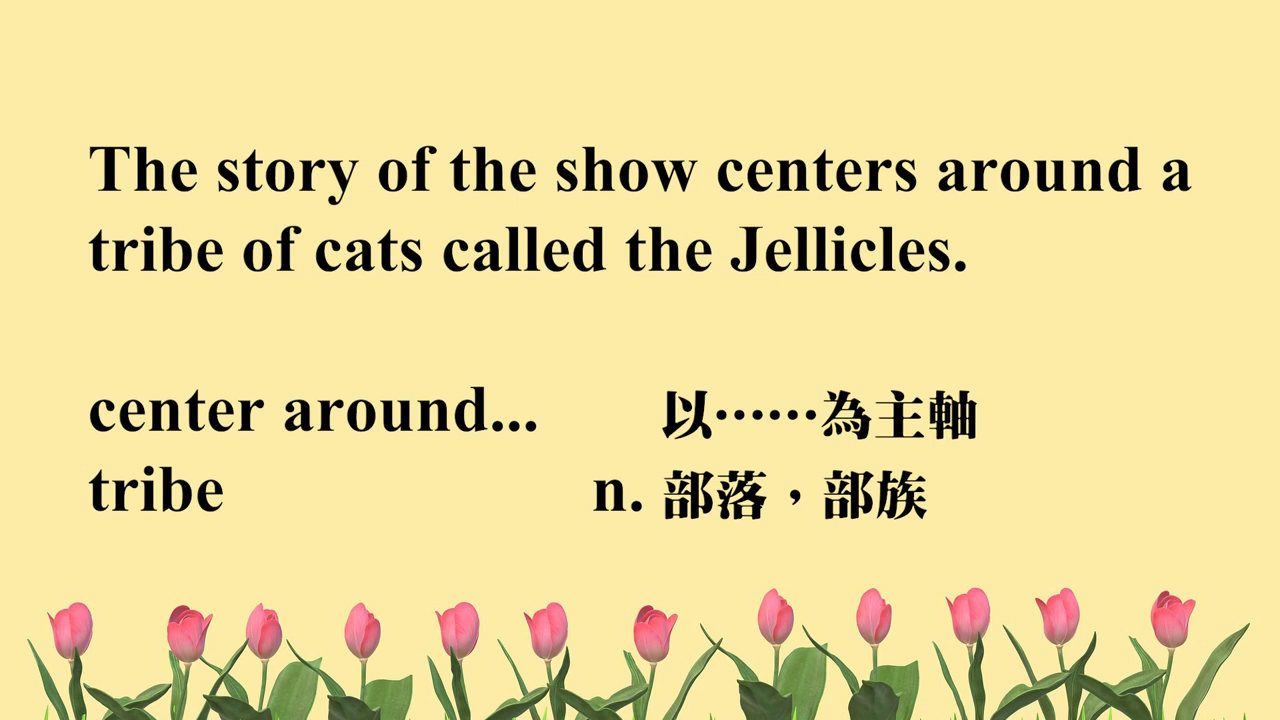 The story of the show centers around a
tribe of cats called the Jellicles.
center around... 以……為主軸
tribe n. 部落，部族